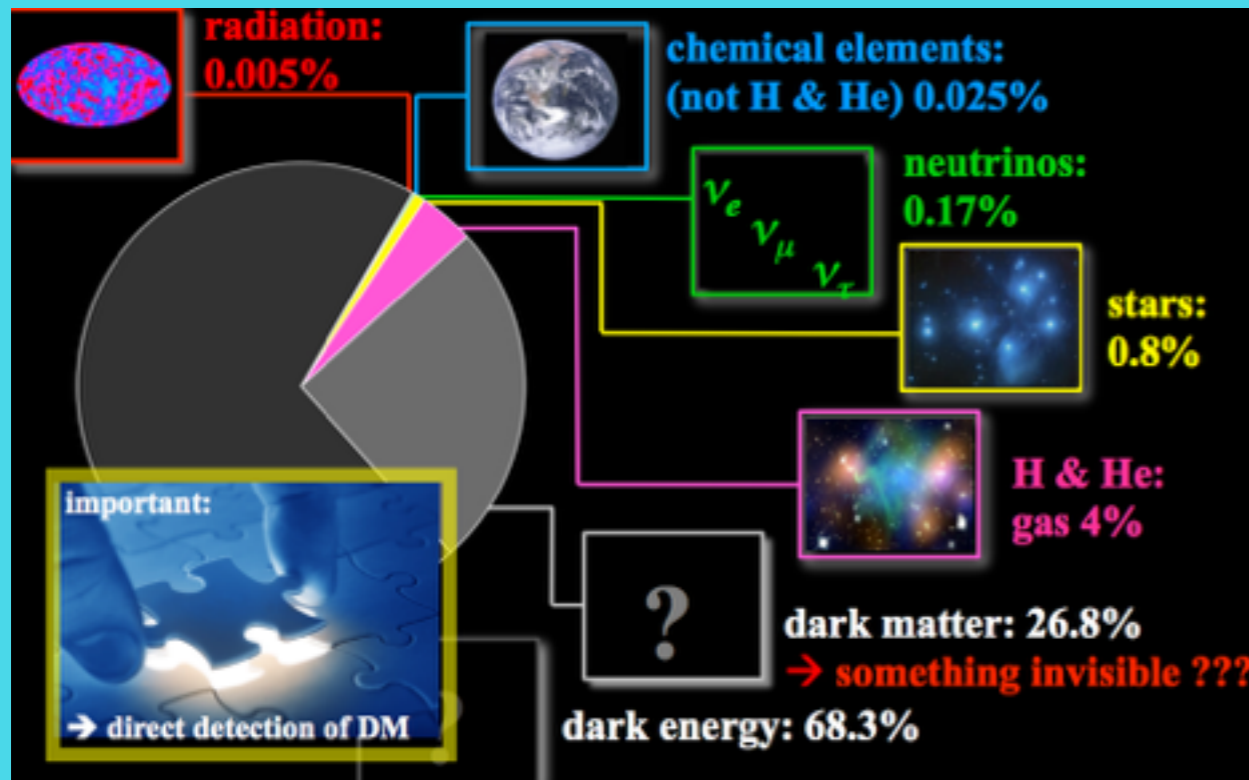 radiation:
0.005%
chemical elements:
(not H & He) 0.025%
neutrinos:
0.17%
νe
νμ
ντ
stars:
0.8%
H & He:
gas 4%
important:
?
dark matter: 26.8%
→ something invisible ???
→ direct detection of DM
?
dark energy: 68.3%